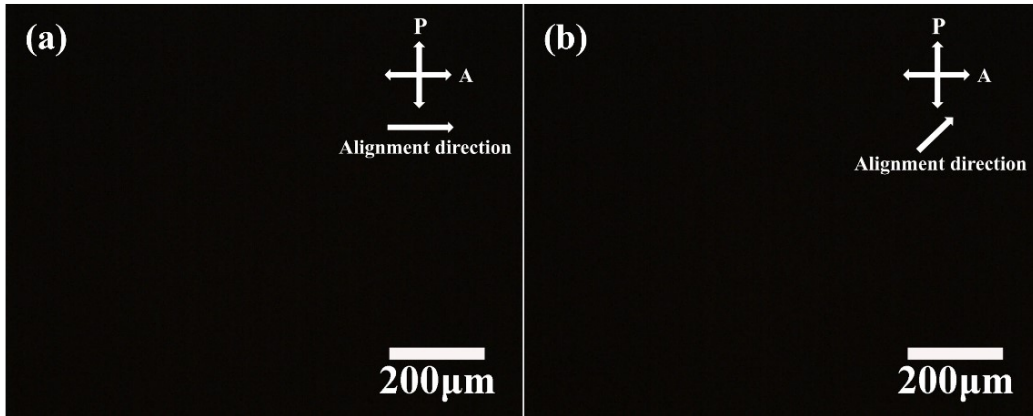 (a)
P
A
Alignment direction
200μm
(b)
P
A
Alignment direction
200μm